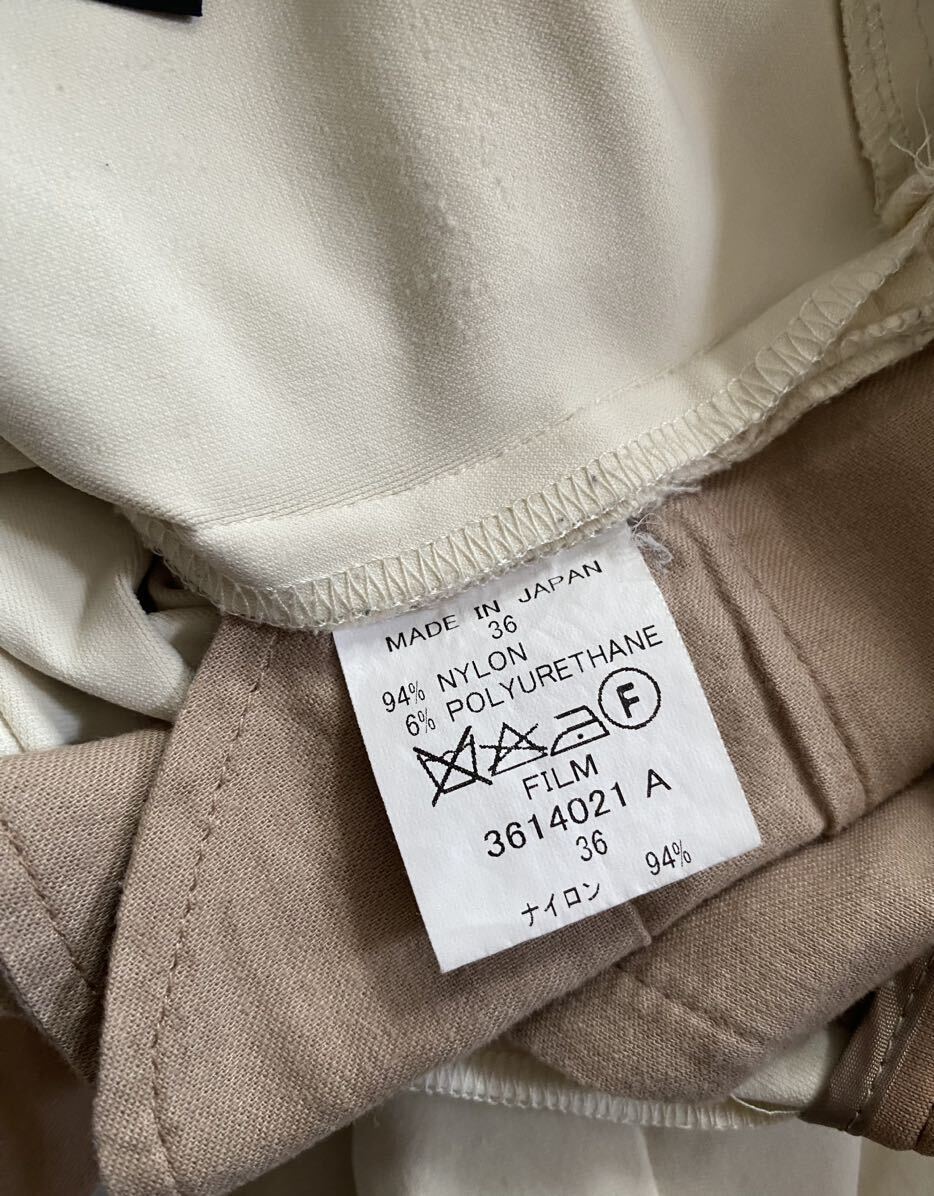 MADE IN JAPAN
36
94% NYLON
6% POLYURETHANE
F
FILM
3614021 A
36
ナイロン 94%